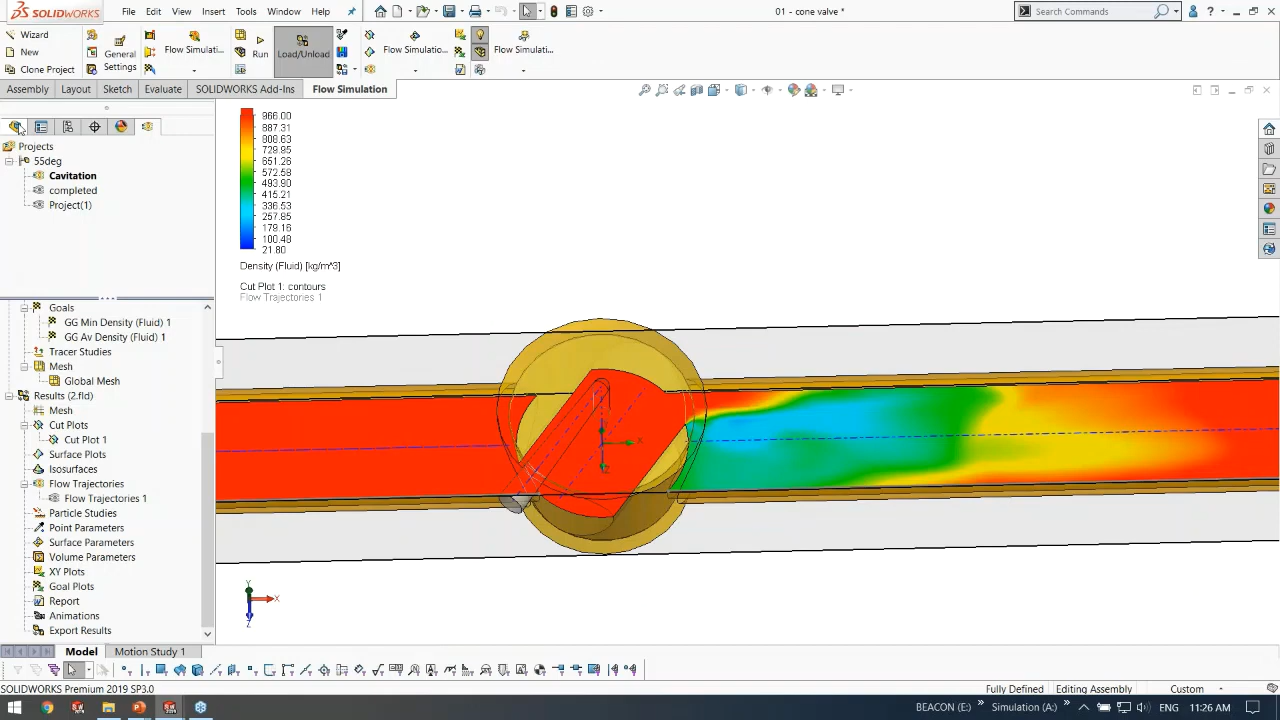 SOLIDWORKS
File
Edit
View
Insert
Tools
Window
Help
01 - cone valve *
Search Commands
Wizard
New
Clone Project
General Settings
Flow Simulati...
Run
Load/Unload
Flow Simulatio...
Flow Simulati...
Assembly
Layout
Sketch
Evaluate
SOLIDWORKS Add-Ins
Flow Simulation
Projects
55deg
Cavitation
completed
Project(1)
Goals
GG Min Density (Fluid) 1
GG Av Density (Fluid) 1
Tracer Studies
Mesh
Global Mesh
Results (2.fld)
Mesh
Cut Plots
Cut Plot 1
Surface Plots
Isosurfaces
Flow Trajectories
Flow Trajectories 1
Particle Studies
Point Parameters
Surface Parameters
Volume Parameters
XY Plots
Goal Plots
Report
Animations
Export Results
966.00
887.31
808.63
729.95
651.26
572.58
493.90
415.21
336.53
257.85
179.16
100.48
21.80
Density (Fluid) [kg/m^3]
Cut Plot 1: contours
Flow Trajectories 1
Y
X
Z
X
Model
Motion Study 1
SOLIDWORKS Premium 2019 SP3.0
Fully Defined
Editing Assembly
Custom
BEACON (E:)
Simulation (A:)
ENG
11:26 AM